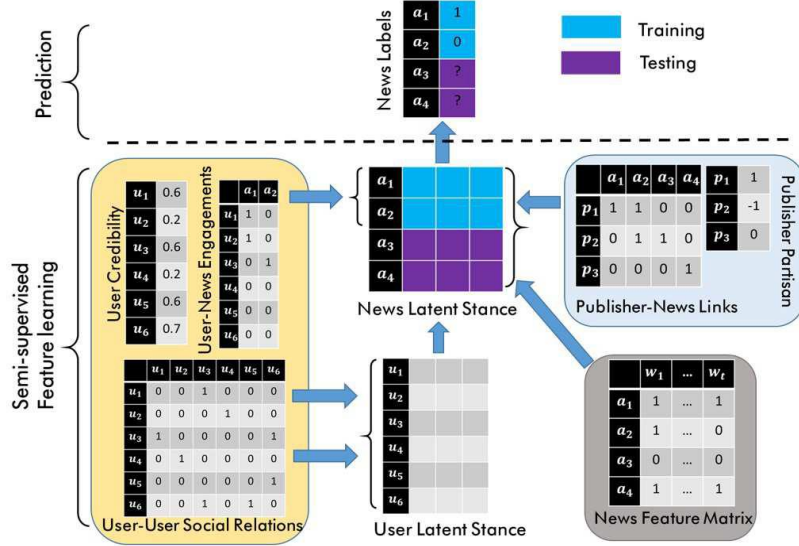 Prediction
News Labels
a1 1
a2 0
a3 ?
a4 ?
Training
Testing
Semi-supervised
Feature learning
User Credibility
u1 0.6
u2 0.2
u3 0.6
u4 0.2
u5 0.6
u6 0.7
User-News Engagements
a1 a2
u1 1 0
u2 1 0
u3 0 1
u4 0 0
u5 0 0
u6 0 0
a1
a2
a3
a4
News Latent Stance
a1 a2 a3 a4
p1 1 1 0 0
p2 0 1 1 0
p3 0 0 0 1
Publisher-News Links
p1 1
p2 -1
p3 0
Publisher Partisan
u1 u2 u3 u4 u5 u6
u1 0 0 1 0 0 0
u2 0 0 0 1 0 0
u3 1 0 0 0 0 1
u4 0 1 0 0 0 0
u5 0 0 0 0 0 1
u6 0 0 1 0 1 0
User-User Social Relations
u1
u2
u3
u4
u5
u6
User Latent Stance
w1 ... wt
a1 1 ... 1
a2 1 ... 0
a3 0 ... 0
a4 1 ... 1
News Feature Matrix